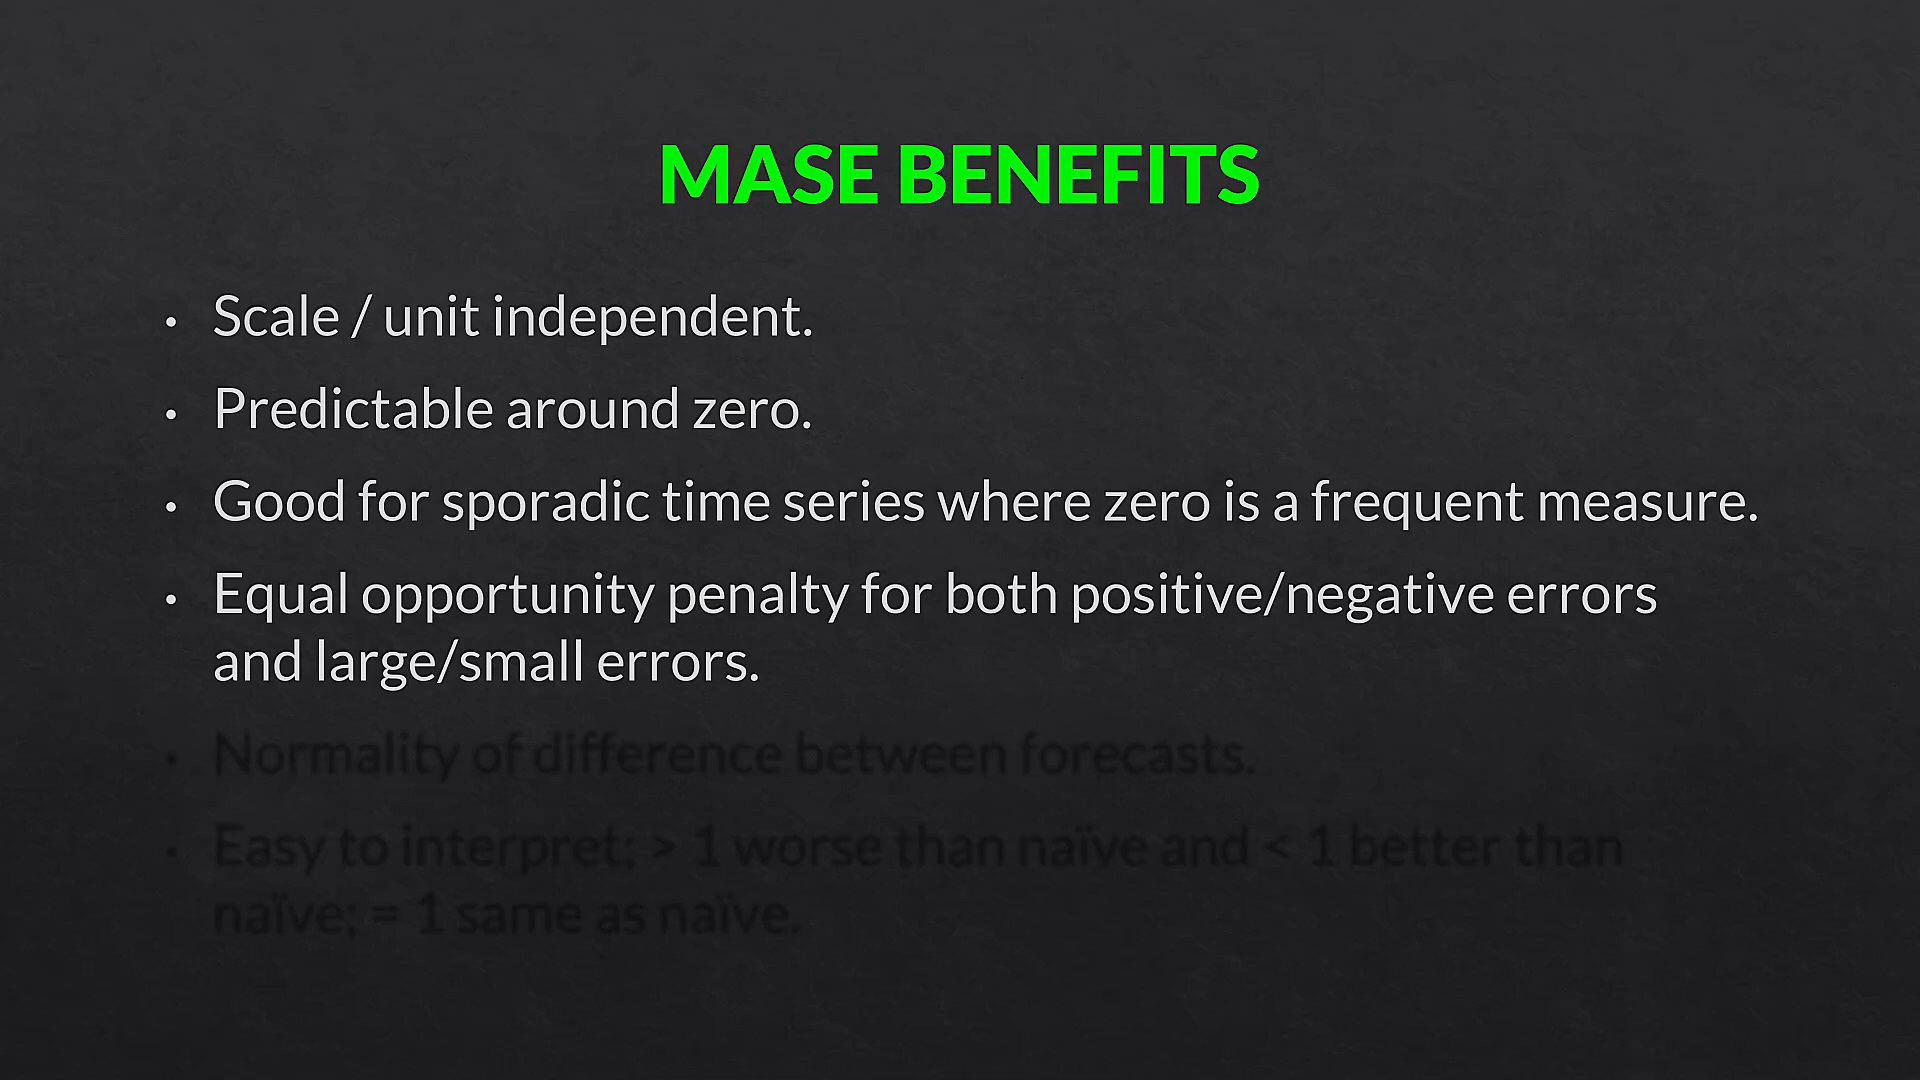 MASE BENEFITS
• Scale / unit independent.
• Predictable around zero.
• Good for sporadic time series where zero is a frequent measure.
• Equal opportunity penalty for both positive/negative errors
and large/small errors.
• Normality of difference between forecasts.
• Easy to interpret; > 1 worse than naïve and < 1 better than
naïve; = 1 same as naïve.